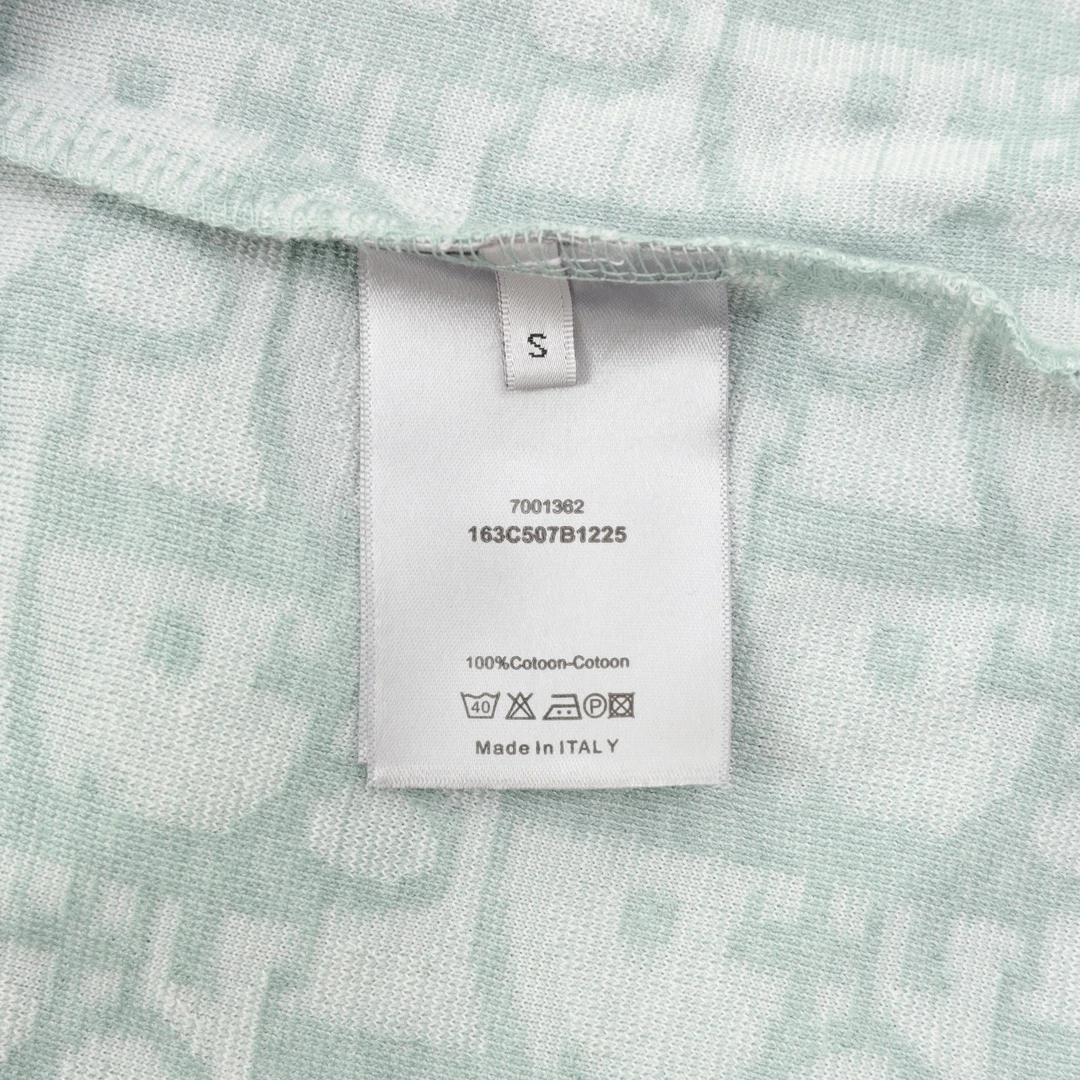 S
7001362
163C507B1225
100%Cotoon-Cotoon
40 P
Made In ITALY